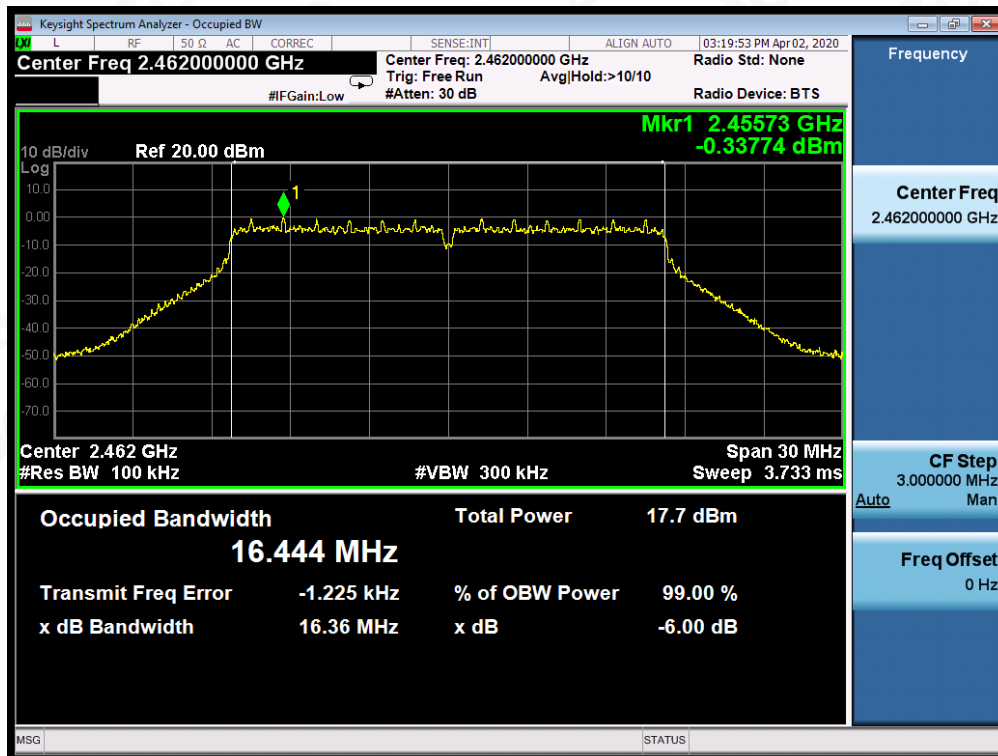 Keysight Spectrum Analyzer - Occupied BW
LXI L RF 50 Ω AC CORREC SENSE:INT ALIGN AUTO 03:19:53 PM Apr 02, 2020
Center Freq 2.462000000 GHz
Center Freq: 2.462000000 GHz
Radio Std: None
Trig: Free Run Avg|Hold:>10/10
#IFGain:Low
#Atten: 30 dB
Radio Device: BTS
Mkr1 2.45573 GHz
-0.33774 dBm
10 dB/div Ref 20.00 dBm
Log
10.0
1
0.00
-10.0
-20.0
-30.0
-40.0
-50.0
-60.0
-70.0
Center 2.462 GHz
Span 30 MHz
#Res BW 100 kHz
#VBW 300 kHz
Sweep 3.733 ms
Occupied Bandwidth
Total Power 17.7 dBm
16.444 MHz
Transmit Freq Error -1.225 kHz
% of OBW Power 99.00 %
x dB Bandwidth 16.36 MHz
x dB -6.00 dB
MSG
STATUS
Frequency
Center Freq
2.462000000 GHz
CF Step
3.000000 MHz
Auto Man
Freq Offset
0 Hz